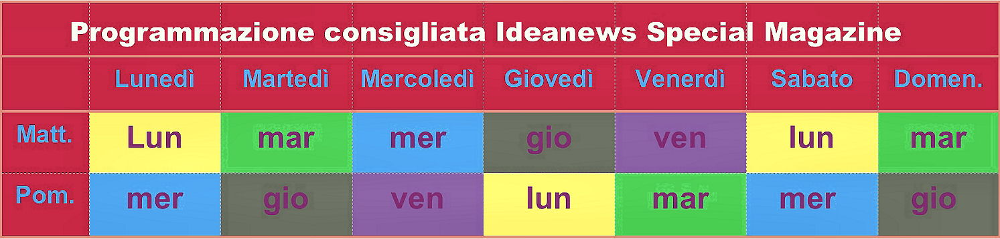 Programmazione consigliata Ideanews Special Magazine
Lunedì Martedì Mercoledì Giovedì Venerdì Sabato Domen.
Matt. Lun mar mer gio ven lun mar
Pom. mer gio ven lun mar mer gio